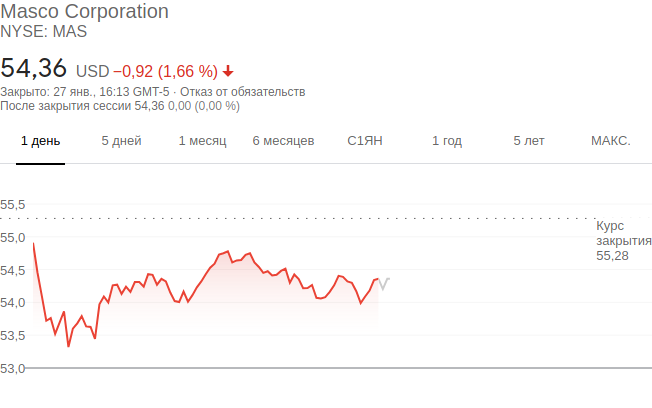 Masco Corporation
NYSE: MAS
54,36 USD −0,92 (1,66 %)
Закрыто: 27 янв., 16:13 GMT-5 · Отказ от обязательств
После закрытия сессии 54,36 0,00 (0,00 %)
1 день 5 дней 1 месяц 6 месяцев С1ЯН 1 год 5 лет МАКС.
55,5
Курс
закрытия
55,28
55,0
54,5
54,0
53,5
53,0